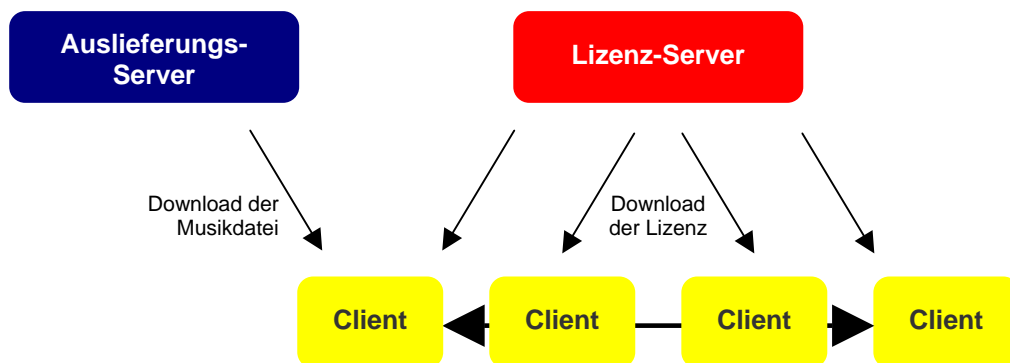 Auslieferungs-
Server
Lizenz-Server
Download der
Musikdatei
Download
der Lizenz
Client
Client
Client
Client